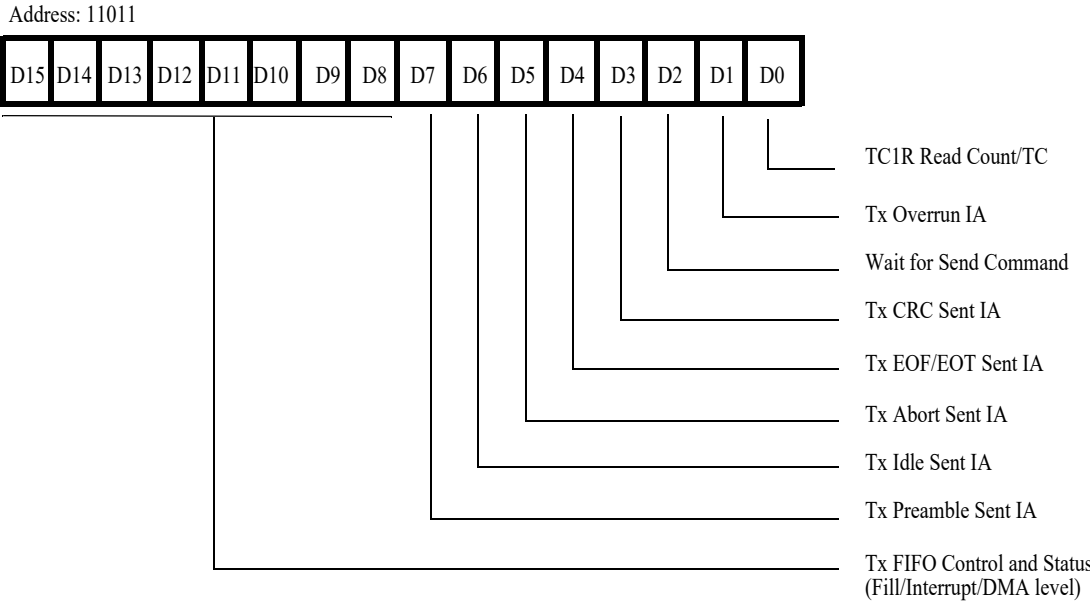 Address: 11011
D15 D14 D13 D12 D11 D10 D9 D8 D7 D6 D5 D4 D3 D2 D1 D0
TC1R Read Count/TC
Tx Overrun IA
Wait for Send Command
Tx CRC Sent IA
Tx EOF/EOT Sent IA
Tx Abort Sent IA
Tx Idle Sent IA
Tx Preamble Sent IA
Tx FIFO Control and Status
(Fill/Interrupt/DMA level)